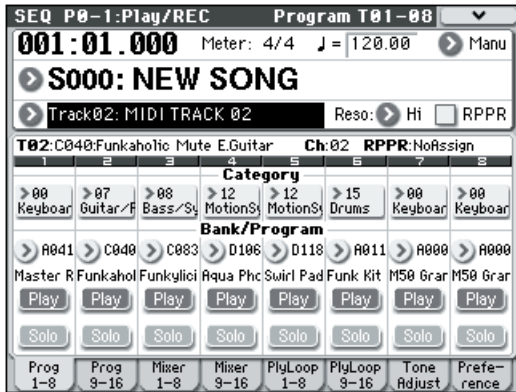 SEQ P0-1:Play/REC Program T01-08
001:01.000 Meter: 4/4 ♩= 120.00 Manu
S000: NEW SONG
Track02: MIDI TRACK 02 Reso: Hi RPPR
T02:C040:Funkaholic Mute E.Guitar Ch:02 RPPR:NoAssign
1 2 3 4 5 6 7 8
Category
00 07 08 12 12 15 00 00
Keyboar Guitar/P Bass/Sy MotionSy MotionSy Drums Keyboar Keyboar
Bank/Program
A041 C040 C083 D106 D118 A011 A000 A000
Master R Funkahol Funkylici Aqua Pho Swirl Pad Funk Kit M50 Gran M50 Gran
Play Play Play Play Play Play Play Play
Solo Solo Solo Solo Solo Solo Solo Solo
Prog 1-8 Prog 9-16 Mixer 1-8 Mixer 9-16 PlyLoop 1-8 PlyLoop 9-16 Tone Adjust Prefe-rence